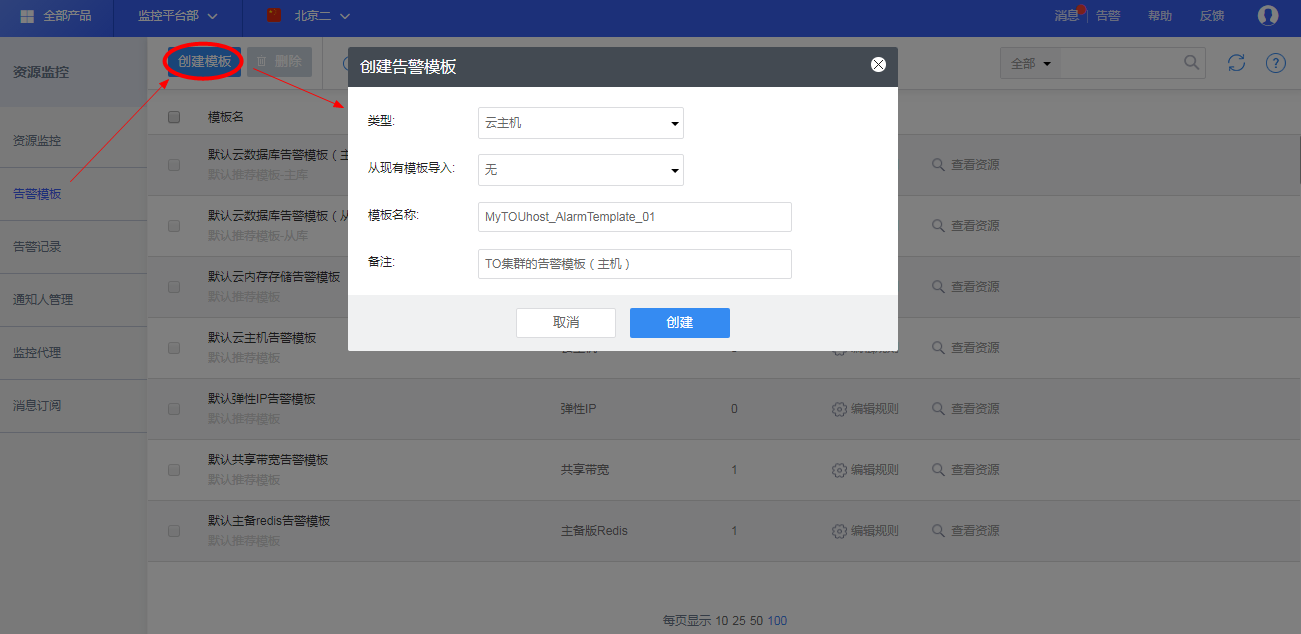 全部产品 监控平台部 北京二 消息 告警 帮助 反馈
资源监控
创建模板 删除
全部
创建告警模板
类型: 云主机
从现有模板导入: 无
模板名称: MyTOUhost_AlarmTemplate_01
备注: TO集群的告警模板（主机）
取消 创建
资源监控
告警模板
告警记录
通知人管理
监控代理
消息订阅
模板名
默认云数据库告警模板（主 查看资源
默认推荐模板-主库
默认云数据库告警模板（从 查看资源
默认推荐模板-从库
默认云内存存储告警模板 查看资源
默认推荐模板
默认云主机告警模板 编辑规则 查看资源
默认推荐模板
默认弹性IP告警模板 弹性IP 0 编辑规则 查看资源
默认推荐模板
默认共享带宽告警模板 共享带宽 1 编辑规则 查看资源
默认推荐模板
默认主备redis告警模板 主备版Redis 1 编辑规则 查看资源
默认推荐模板
每页显示 10 25 50 100